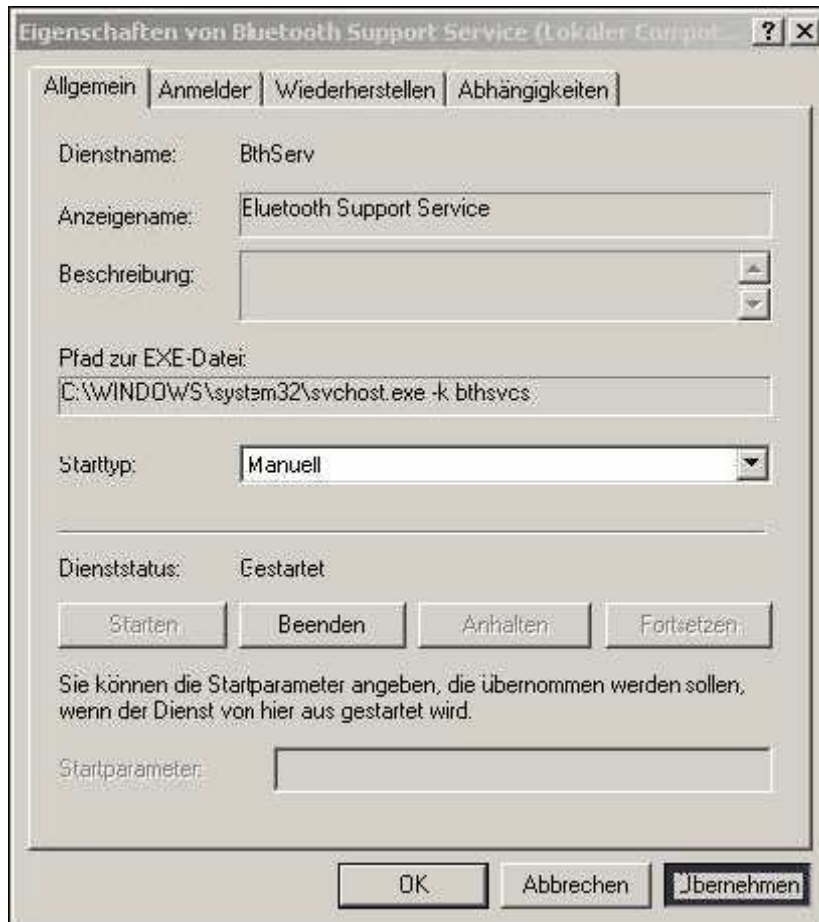 Eigenschaften von Bluetooth Support Service (Lokaler Comput...
Allgemein Anmelden Wiederherstellen Abhängigkeiten
Dienstname: BthServ
Anzeigename: Bluetooth Support Service
Beschreibung:
Pfad zur EXE-Datei:
C:\WINDOWS\system32\svchost.exe -k bthsvcs
Starttyp: Manuell
Dienststatus: Gestartet
Starten Beenden Anhalten Fortsetzen
Sie können die Startparameter angeben, die übernommen werden sollen,
wenn der Dienst von hier aus gestartet wird.
Startparameter:
OK Abbrechen Übernehmen